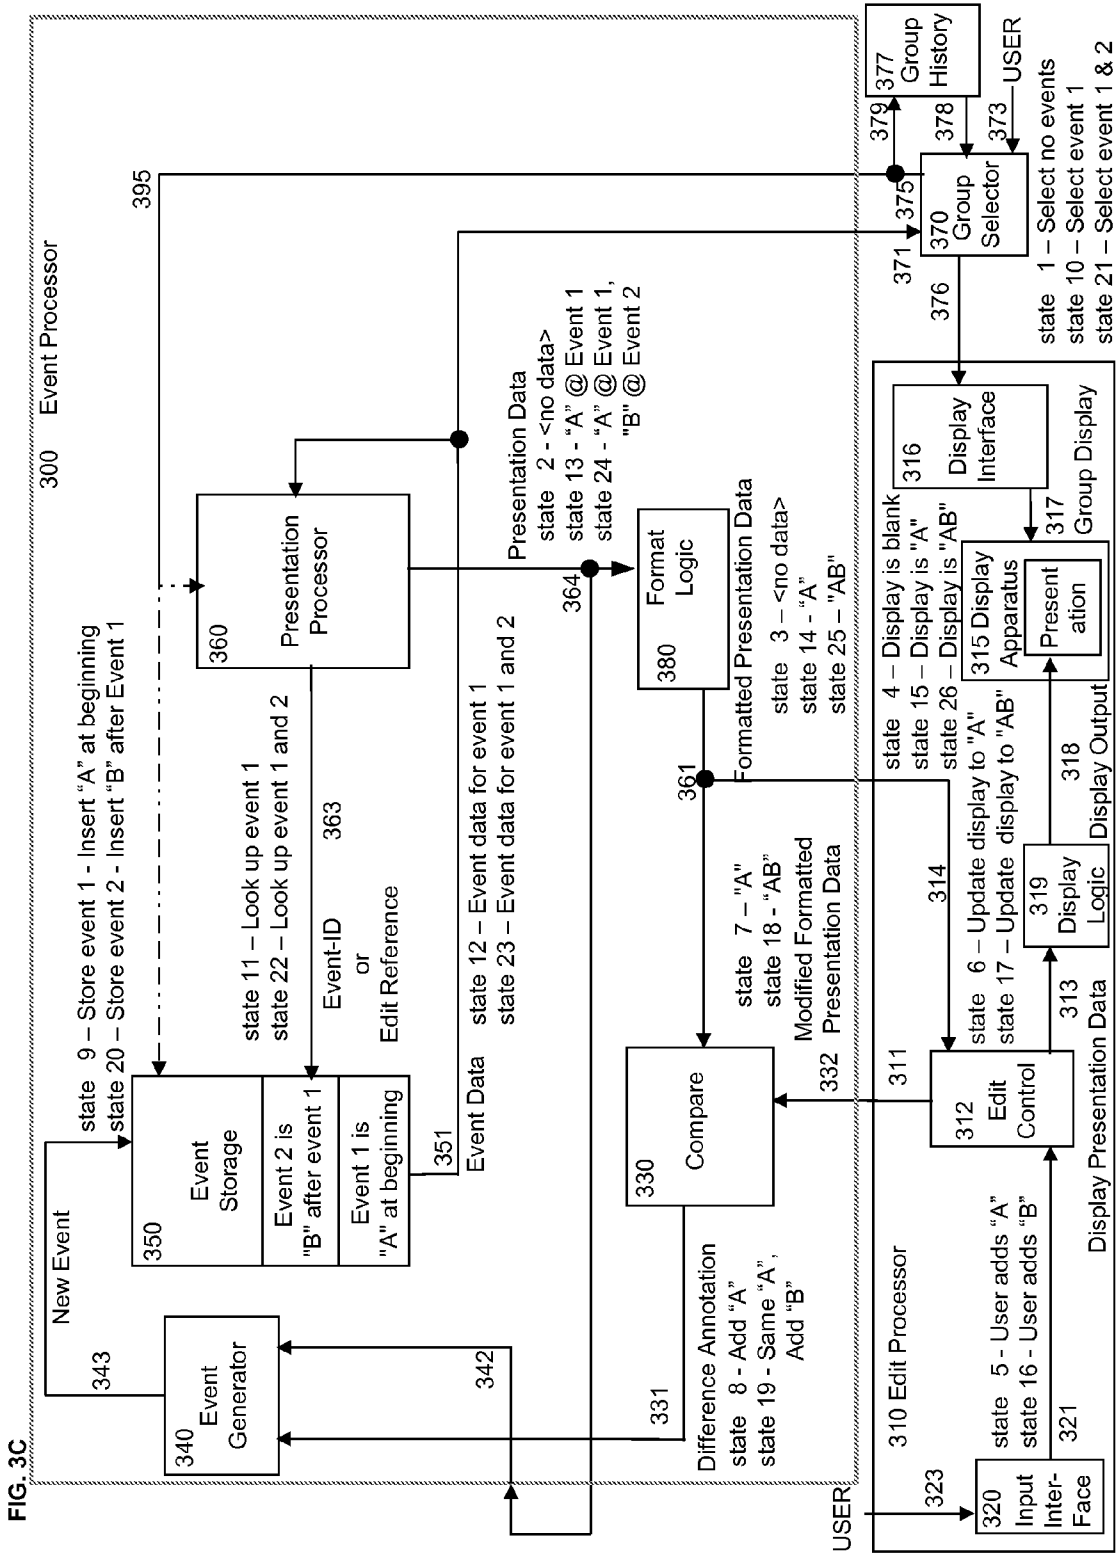 FIG. 3C
300 Event Processor
343
New Event
340
Event
Generator
342
331
state 9 – Store event 1 - Insert “A” at beginning
state 20 – Store event 2 - Insert “B” after Event 1
395
350
Event
Storage
Event 2 is
"B" after event 1
Event 1 is
"A" at beginning
351
Event Data
state 11 – Look up event 1
state 22 – Look up event 1 and 2
363
Event-ID
or
Edit Reference
state 12 – Event data for event 1
state 23 – Event data for event 1 and 2
360
Presentation
Processor
Presentation Data
state 2 - <no data>
state 13 - “A” @ Event 1
state 24 - “A” @ Event 1,
"B" @ Event 2
364
380
Format
Logic
361
Formatted Presentation Data
state 3 – <no data>
state 14 - “A”
state 25 – "AB"
330
Compare
state 7 – "A"
state 18 - “AB”
Modified Formatted
Presentation Data
332
Difference Annotation
state 8 - Add “A”
state 19 - Same “A”,
Add “B”
371
375
379
377
Group
History
378
373
USER
370
Group
Selector
376
state 1 – Select no events
state 10 – Select event 1
state 21 – Select event 1 & 2
USER
323
310 Edit Processor
320
Input
Inter-
Face
state 5 - User adds “A”
state 16 - User adds “B”
321
311
312
Edit
Control
314
state 6 – Update display to "A"
state 17 – Update display to "AB"
313
Display Presentation Data
319
Display
Logic
318
Display Output
state 4 – Display is blank
state 15 – Display is "A"
state 26 – Display is "AB"
315 Display
Apparatus
Present
ation
316
Display
Interface
317
Group Display